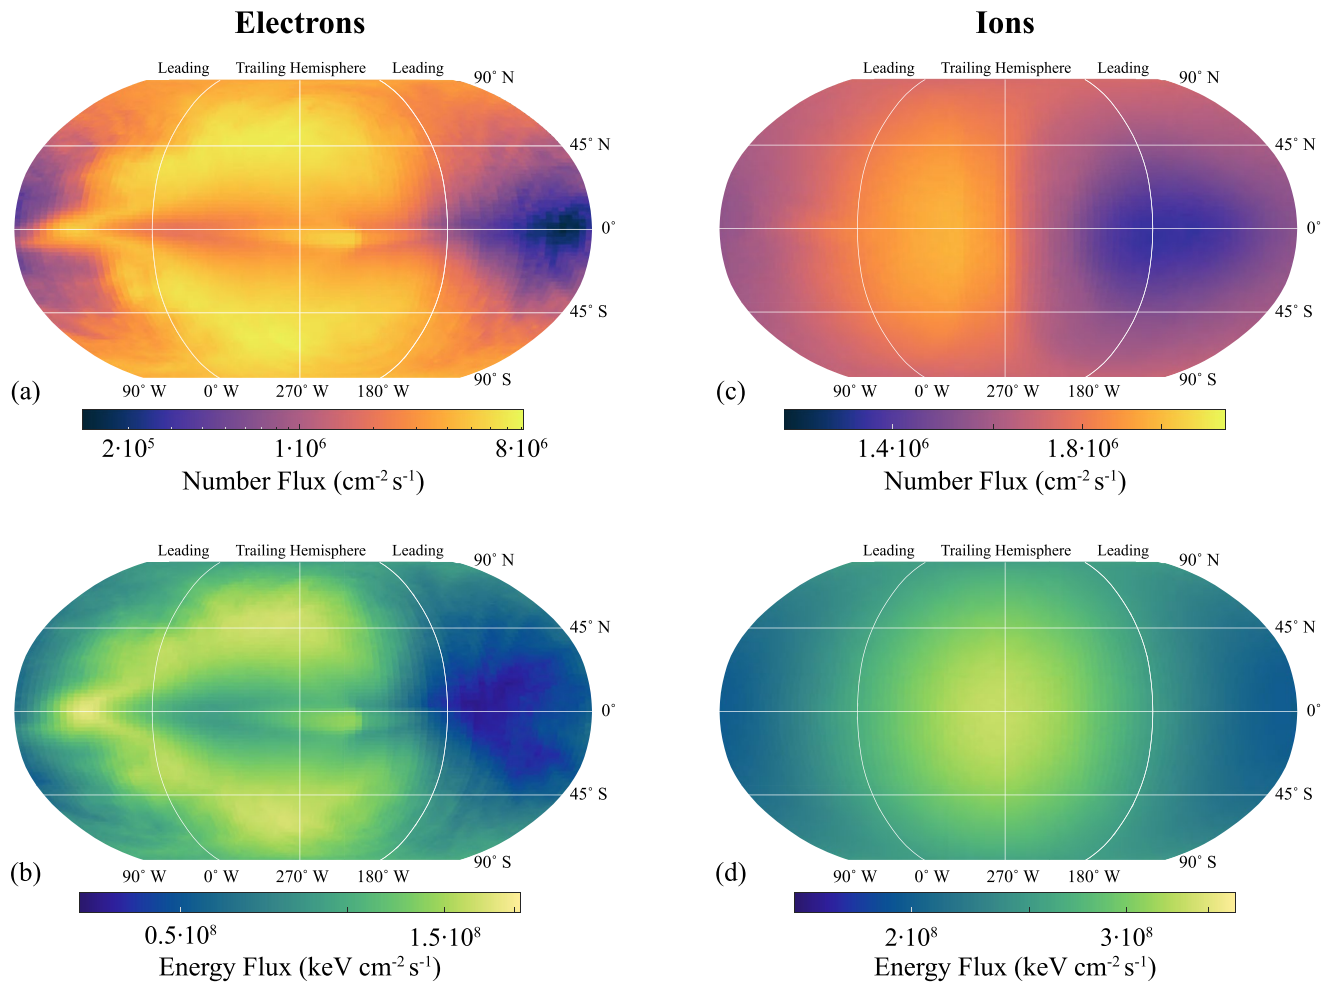 Electrons
Ions
Leading Trailing Hemisphere Leading
90° N
45° N
0°
45° S
90° S
90° W 0° W 270° W 180° W
(a)
2·10⁵ 1·10⁶ 8·10⁶
Number Flux (cm⁻² s⁻¹)
Leading Trailing Hemisphere Leading
90° N
45° N
0°
45° S
90° S
90° W 0° W 270° W 180° W
(c)
1.4·10⁶ 1.8·10⁶
Number Flux (cm⁻² s⁻¹)
Leading Trailing Hemisphere Leading
90° N
45° N
0°
45° S
90° S
90° W 0° W 270° W 180° W
(b)
0.5·10⁸ 1.5·10⁸
Energy Flux (keV cm⁻² s⁻¹)
Leading Trailing Hemisphere Leading
90° N
45° N
0°
45° S
90° S
90° W 0° W 270° W 180° W
(d)
2·10⁸ 3·10⁸
Energy Flux (keV cm⁻² s⁻¹)